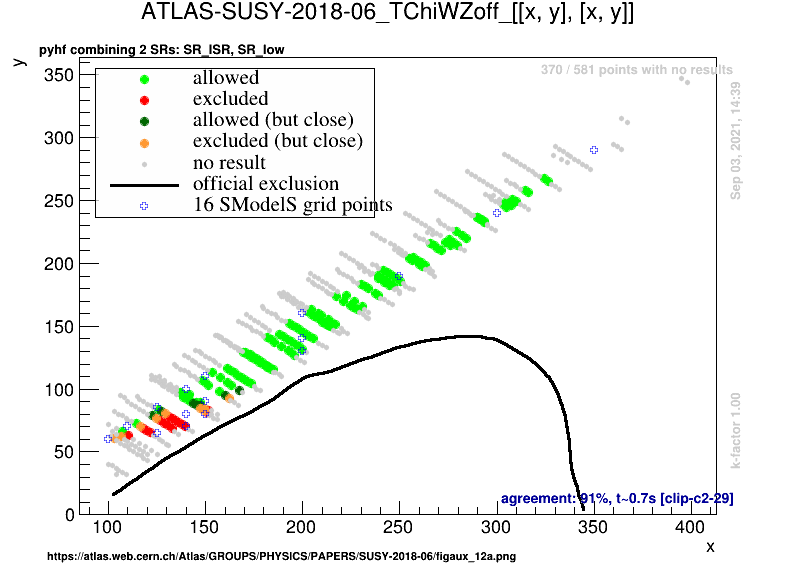 ATLAS-SUSY-2018-06_TChiWZoff_[[x, y], [x, y]]
pyhf combining 2 SRs: SR_ISR, SR_low
y
370 / 581 points with no results
allowed
excluded
allowed (but close)
excluded (but close)
no result
official exclusion
16 SModelS grid points
Sep 03, 2021, 14:39
k-factor 1.00
350
300
250
200
150
100
50
0
agreement: 91%, t~0.7s [clip-c2-29]
100 150 200 250 300 350 400
x
https://atlas.web.cern.ch/Atlas/GROUPS/PHYSICS/PAPERS/SUSY-2018-06/figaux_12a.png